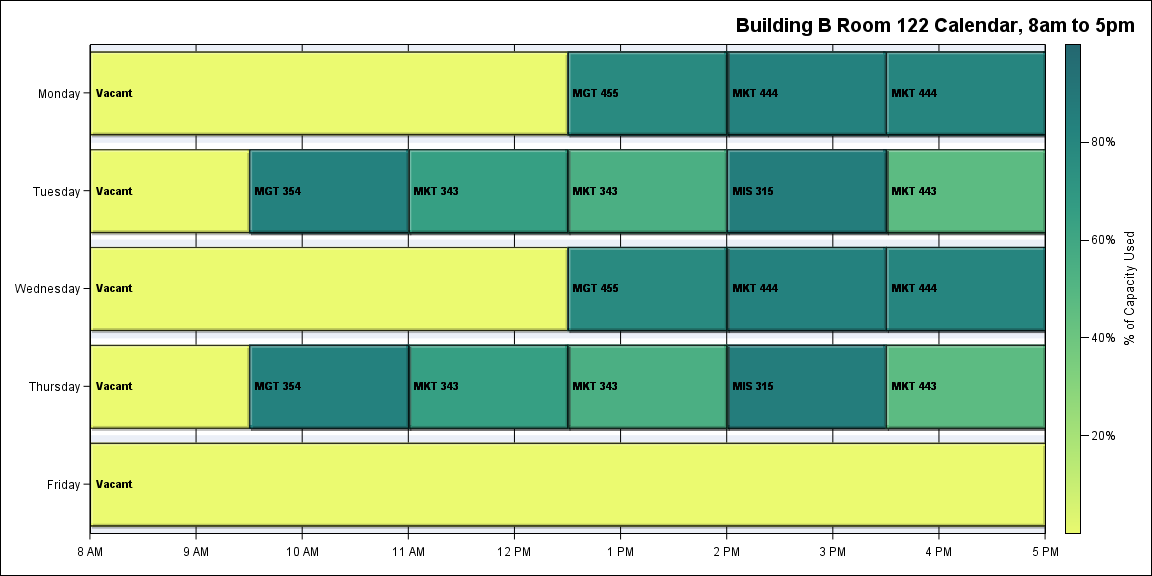 Building B Room 122 Calendar, 8am to 5pm
Monday Vacant MGT 455 MKT 444 MKT 444
Tuesday Vacant MGT 354 MKT 343 MKT 343 MIS 315 MKT 443
Wednesday Vacant MGT 455 MKT 444 MKT 444
Thursday Vacant MGT 354 MKT 343 MKT 343 MIS 315 MKT 443
Friday Vacant
8 AM 9 AM 10 AM 11 AM 12 PM 1 PM 2 PM 3 PM 4 PM 5 PM
80%
60%
40%
20%
% of Capacity Used